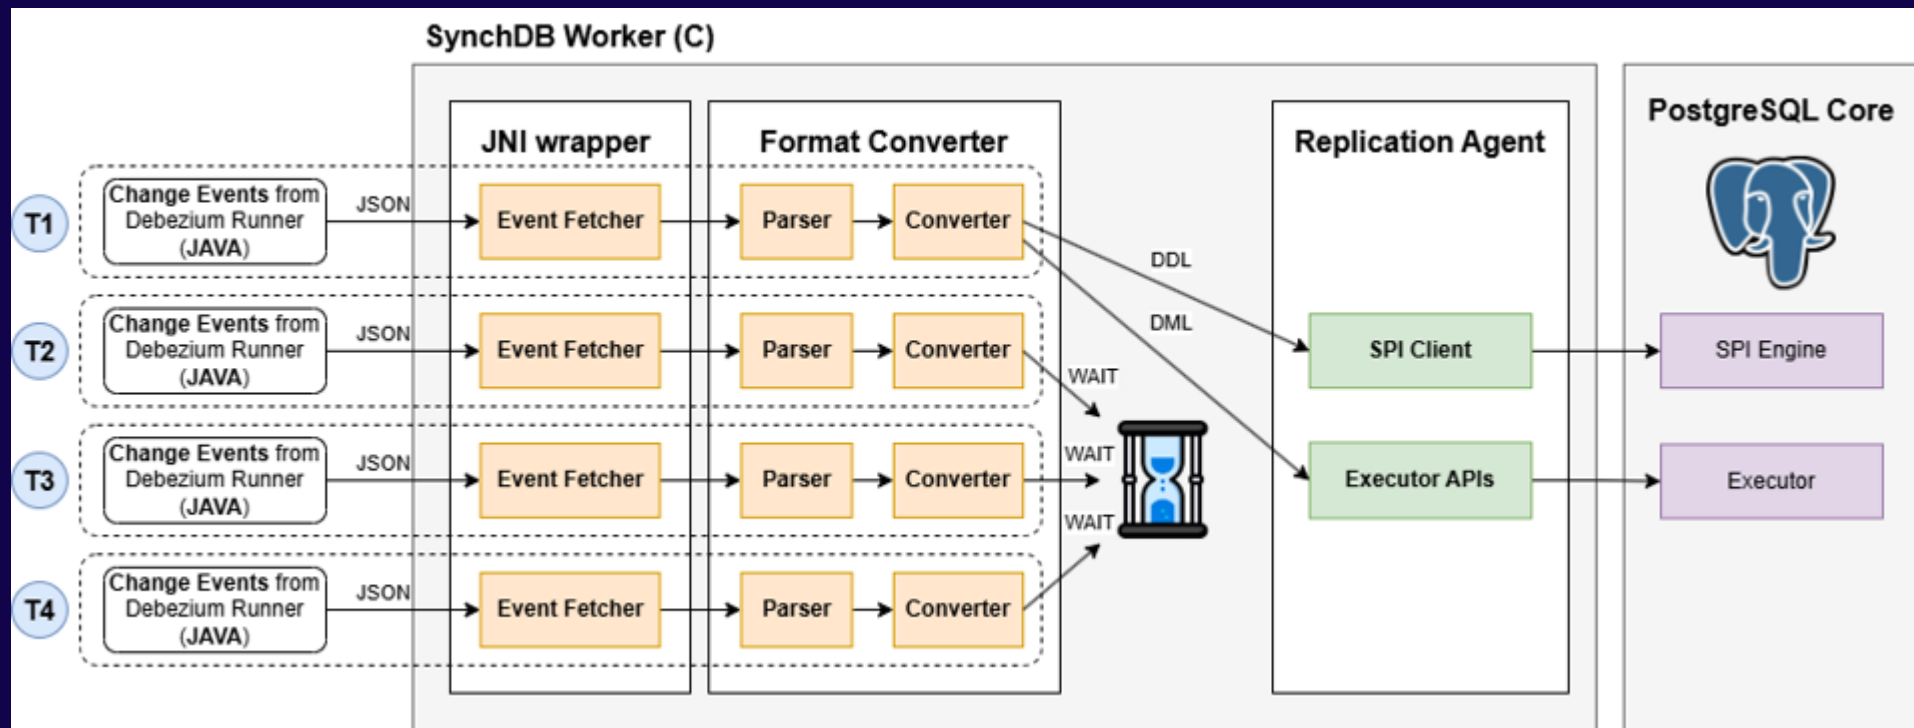 SynchDB Worker (C)
PostgreSQL Core
JNI wrapper
Format Converter
Replication Agent
T1
Change Events from
Debezium Runner
(JAVA)
JSON
Event Fetcher
Parser
Converter
DDL
DML
T2
Change Events from
Debezium Runner
(JAVA)
JSON
Event Fetcher
Parser
Converter
WAIT
SPI Client
SPI Engine
T3
Change Events from
Debezium Runner
(JAVA)
JSON
Event Fetcher
Parser
Converter
WAIT
Executor APIs
Executor
T4
Change Events from
Debezium Runner
(JAVA)
JSON
Event Fetcher
Parser
Converter
WAIT